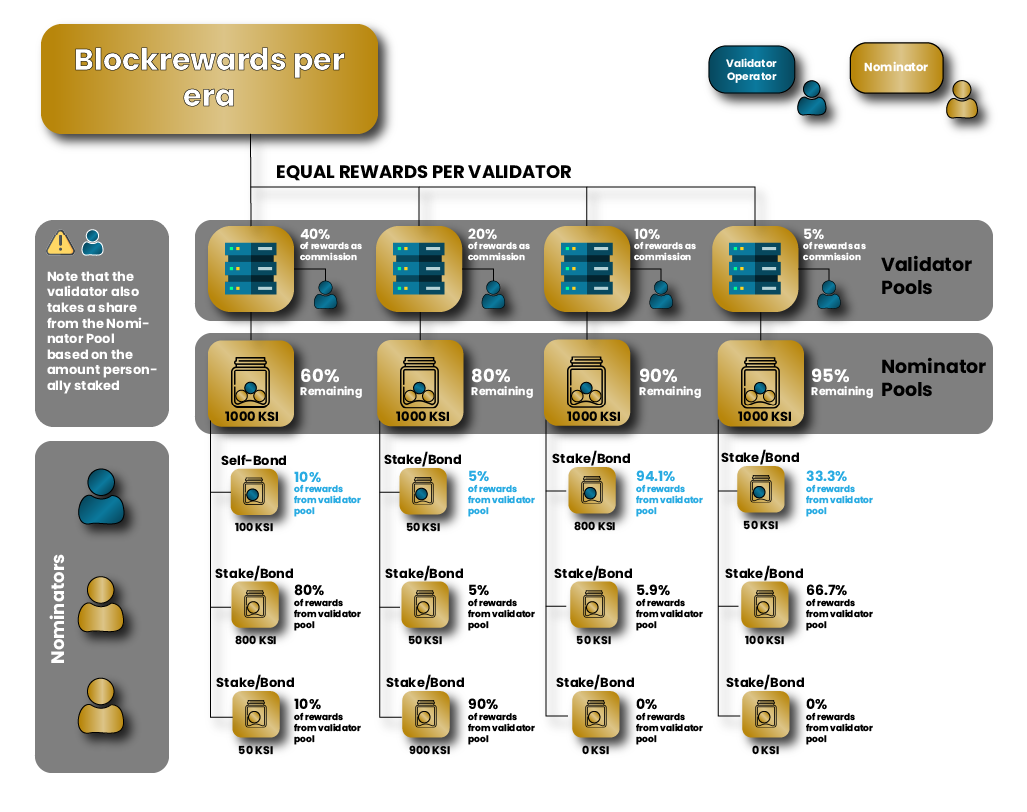 Blockrewards per
era
Validator
Operator
Nominator
EQUAL REWARDS PER VALIDATOR
Note that the
validator also
takes a share
from the Nomi-
nator Pool
based on the
amount person-
ally staked
40%
of rewards as
commission
20%
of rewards as
commission
10%
of rewards as
commission
5%
of rewards as
commission
Validator
Pools
1000 KSI
60%
Remaining
1000 KSI
80%
Remaining
1000 KSI
90%
Remaining
1000 KSI
95%
Remaining
Nominator
Pools
Nominators
Self-Bond
10%
of rewards
from validator
pool
100 KSI
Stake/Bond
5%
of rewards
from validator
pool
50 KSI
Stake/Bond
94.1%
of rewards
from validator
pool
800 KSI
Stake/Bond
33.3%
of rewards
from validator
pool
50 KSI
Stake/Bond
80%
of rewards
from validator
pool
800 KSI
Stake/Bond
5%
of rewards
from validator
pool
50 KSI
Stake/Bond
5.9%
of rewards
from validator
pool
50 KSI
Stake/Bond
66.7%
of rewards
from validator
pool
100 KSI
Stake/Bond
10%
of rewards
from validator
pool
50 KSI
Stake/Bond
90%
of rewards
from validator
pool
900 KSI
Stake/Bond
0%
of rewards
from validator
pool
0 KSI
Stake/Bond
0%
of rewards
from validator
pool
0 KSI